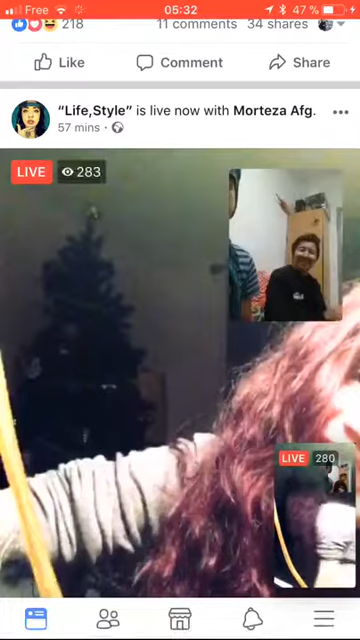 Free 05:32 47 %
218 11 comments 34 shares
Like Comment Share
“Life,Style” is live now with Morteza Afg.
57 mins
LIVE 283
LIVE 280